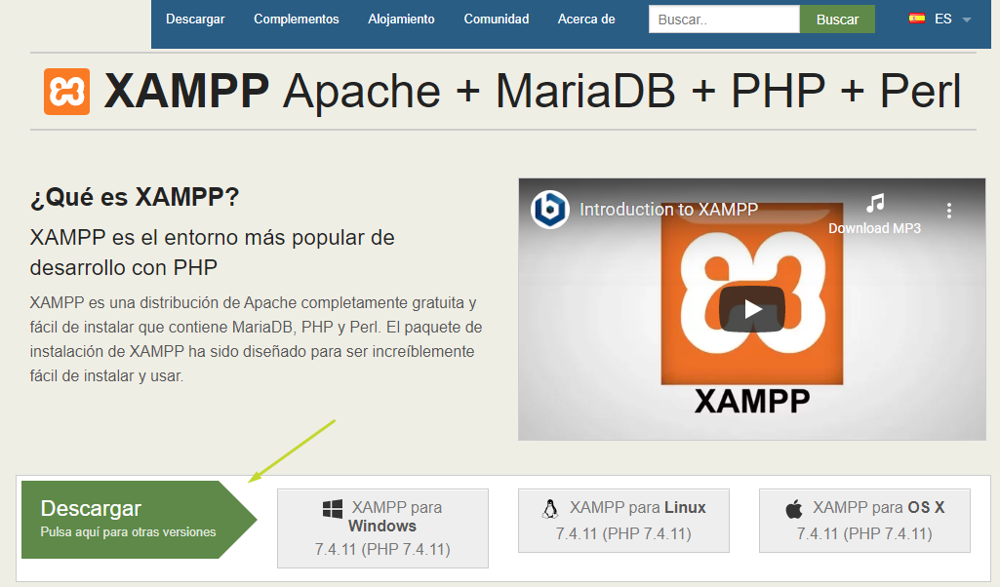 Descargar Complementos Alojamiento Comunidad Acerca de Buscar.. Buscar ES
XAMPP Apache + MariaDB + PHP + Perl
¿Qué es XAMPP?
XAMPP es el entorno más popular de
desarrollo con PHP
XAMPP es una distribución de Apache completamente gratuita y
fácil de instalar que contiene MariaDB, PHP y Perl. El paquete de
instalación de XAMPP ha sido diseñado para ser increíblemente
fácil de instalar y usar.
Introduction to XAMPP
Download MP3
XAMPP
Descargar
Pulsa aquí para otras versiones
XAMPP para
Windows
7.4.11 (PHP 7.4.11)
XAMPP para Linux
7.4.11 (PHP 7.4.11)
XAMPP para OS X
7.4.11 (PHP 7.4.11)